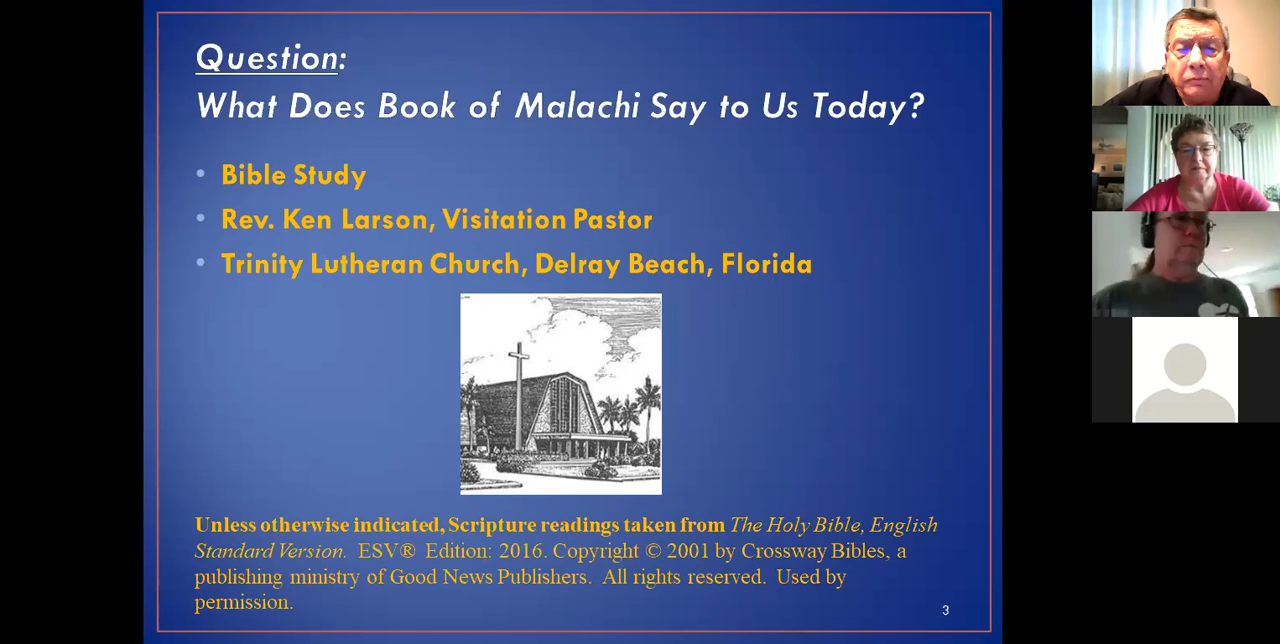 Question:
What Does Book of Malachi Say to Us Today?
• Bible Study
• Rev. Ken Larson, Visitation Pastor
• Trinity Lutheran Church, Delray Beach, Florida
Unless otherwise indicated, Scripture readings taken from The Holy Bible, English
Standard Version. ESV® Edition: 2016. Copyright © 2001 by Crossway Bibles, a
publishing ministry of Good News Publishers. All rights reserved. Used by
permission.
3